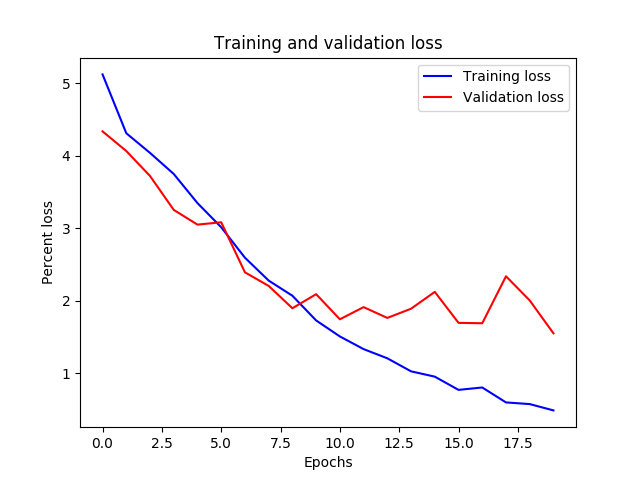 Training and validation loss
Training loss
Validation loss
Percent loss
5
4
3
2
1
0.0 2.5 5.0 7.5 10.0 12.5 15.0 17.5
Epochs